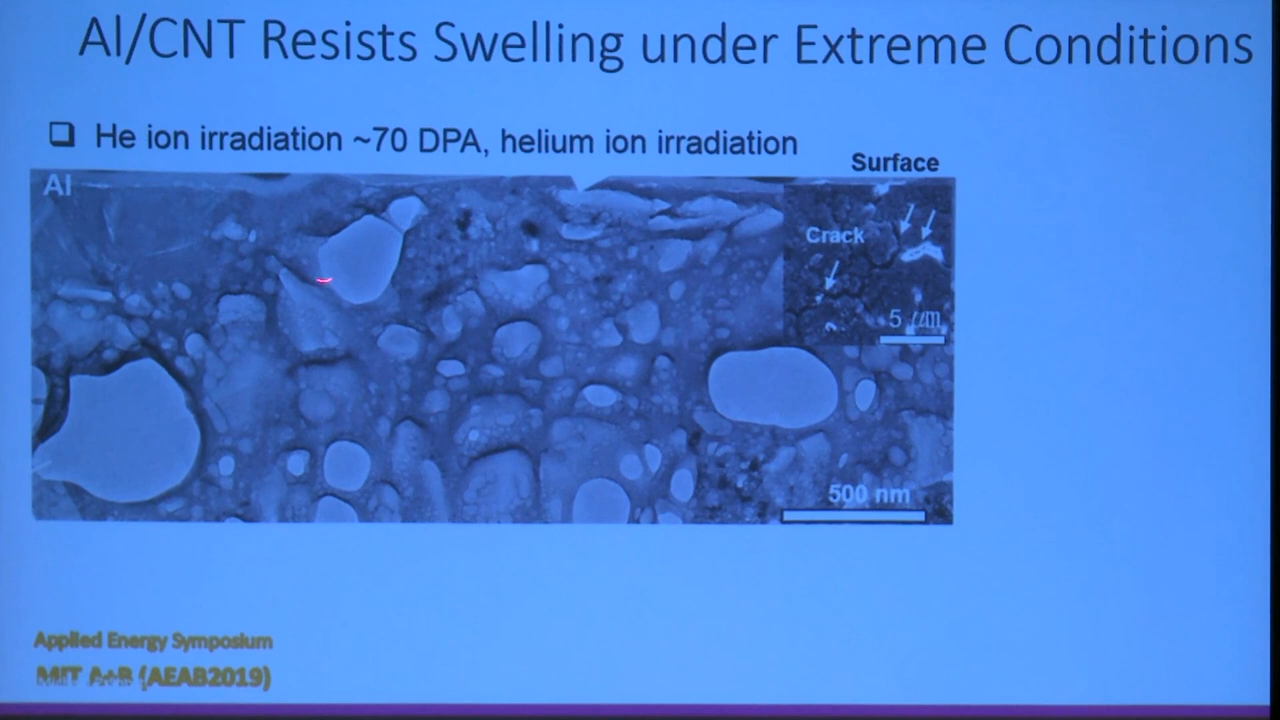 Al/CNT Resists Swelling under Extreme Conditions
He ion irradiation ~70 DPA, helium ion irradiation
Surface
Al
Crack
5 μm
500 nm
Applied Energy Symposium
MIT A+B (AEAB2019)